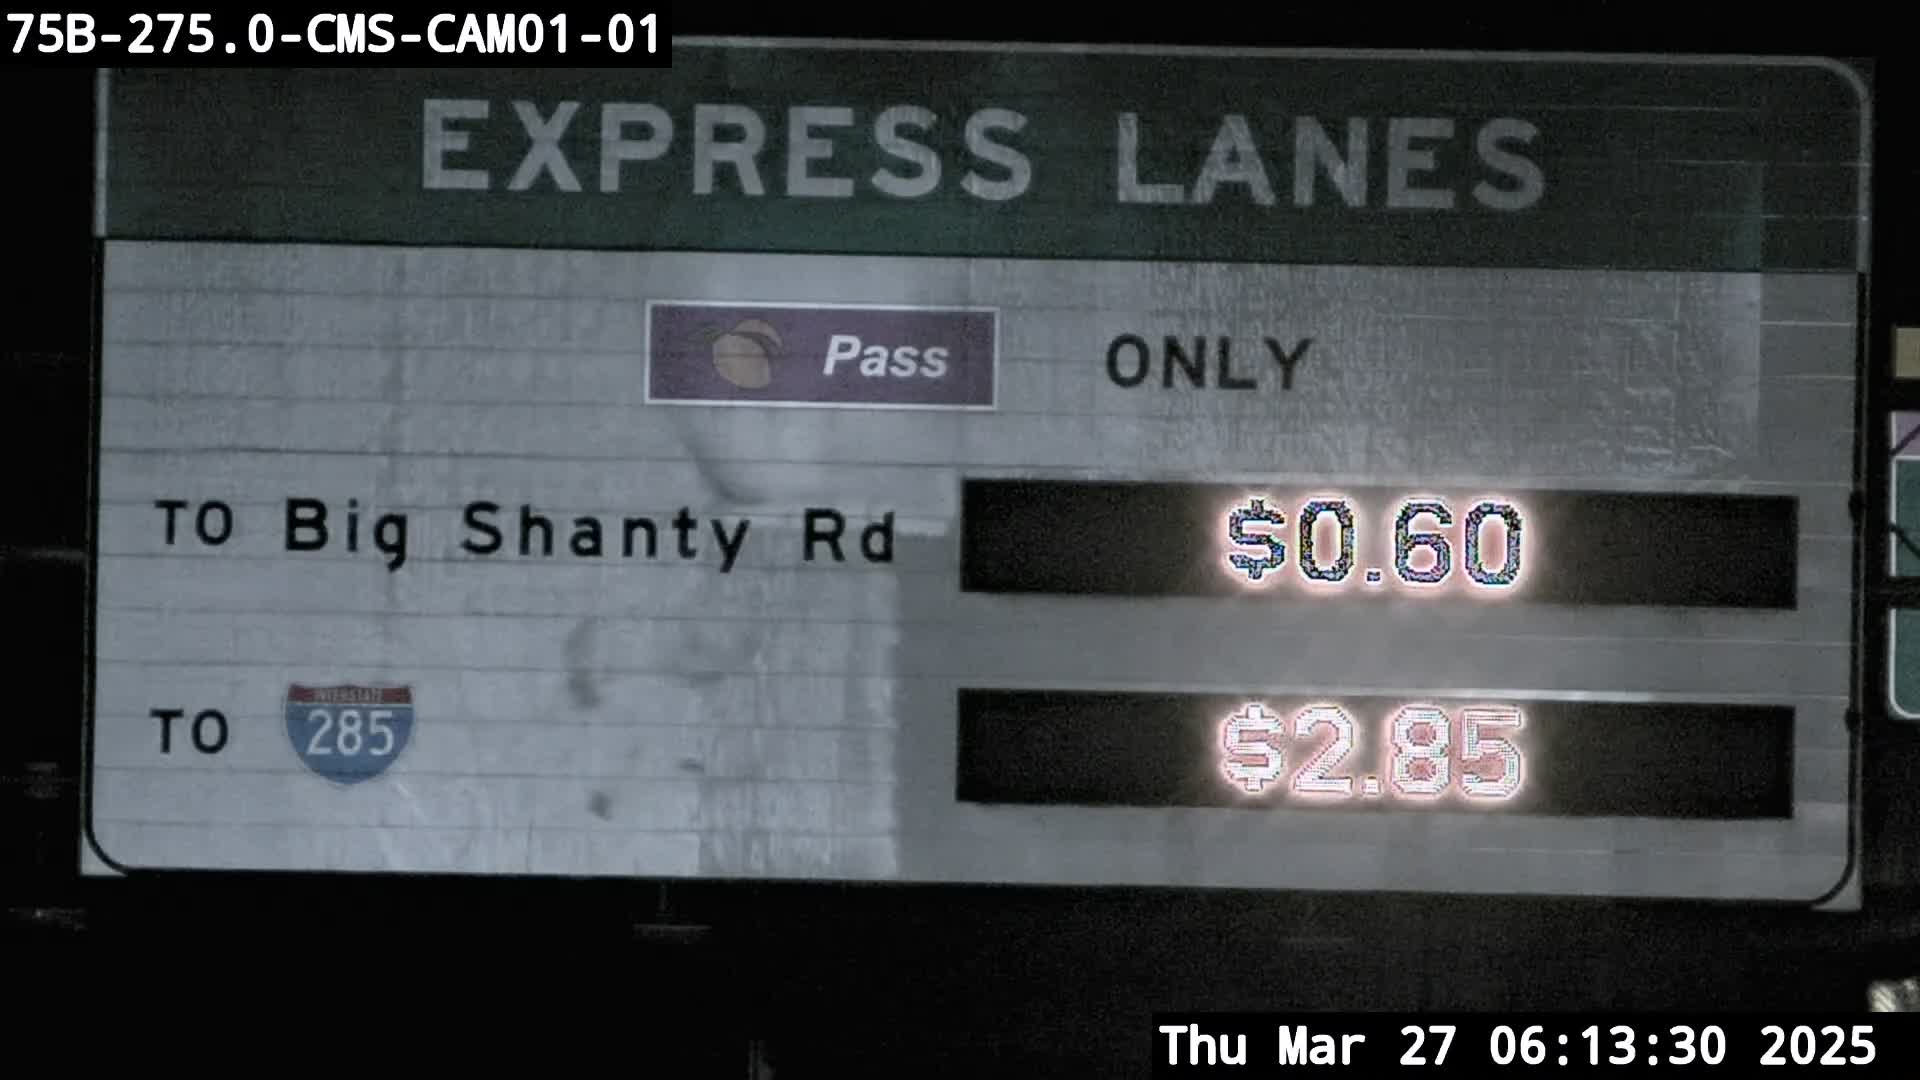 75B-275.0-CMS-CAM01-01
EXPRESS LANES
Pass ONLY
TO Big Shanty Rd $0.60
TO INTERSTATE 285 $2.85
Thu Mar 27 06:13:30 2025